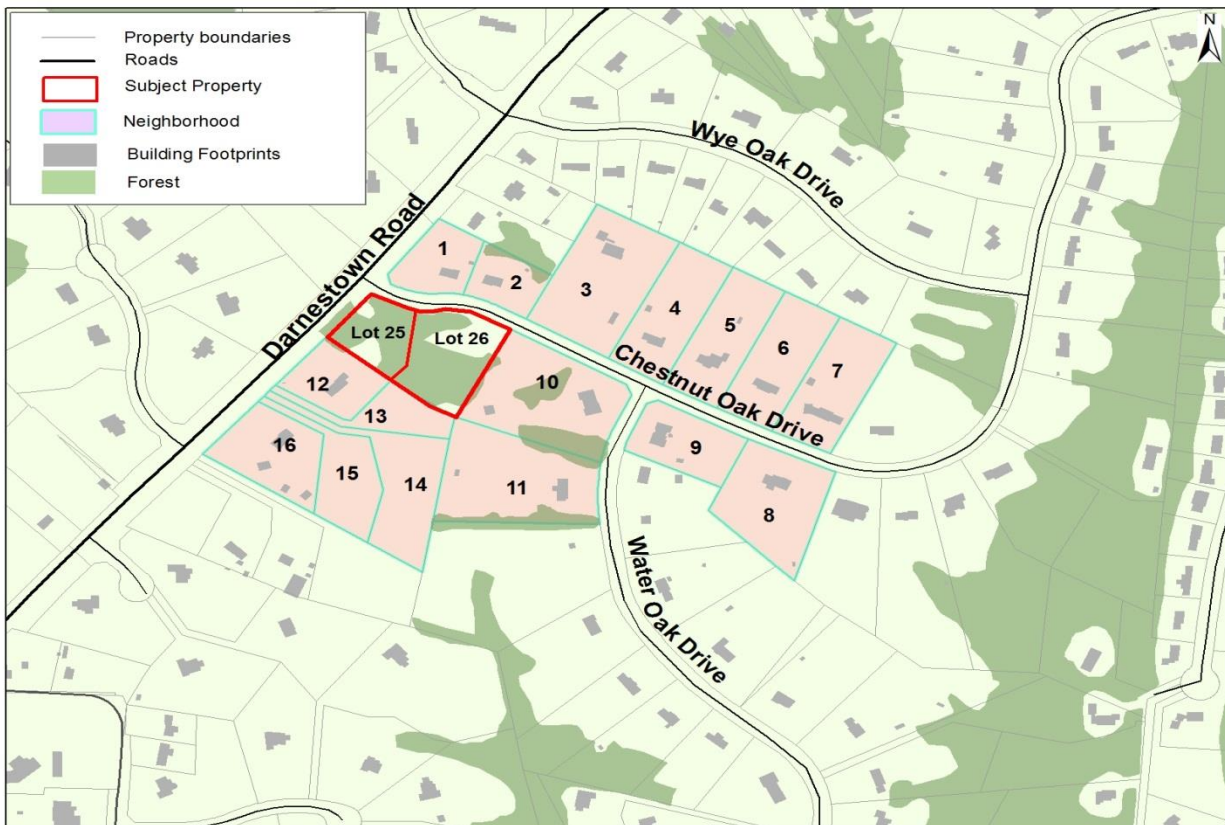 Property boundaries
Roads
Subject Property
Neighborhood
Building Footprints
Forest
N
Wye Oak Drive
Darnestown Road
1
2
3
4
5
6
7
Lot 25
Lot 26
Chestnut Oak Drive
12
13
10
9
16
15
14
11
8
Water Oak Drive